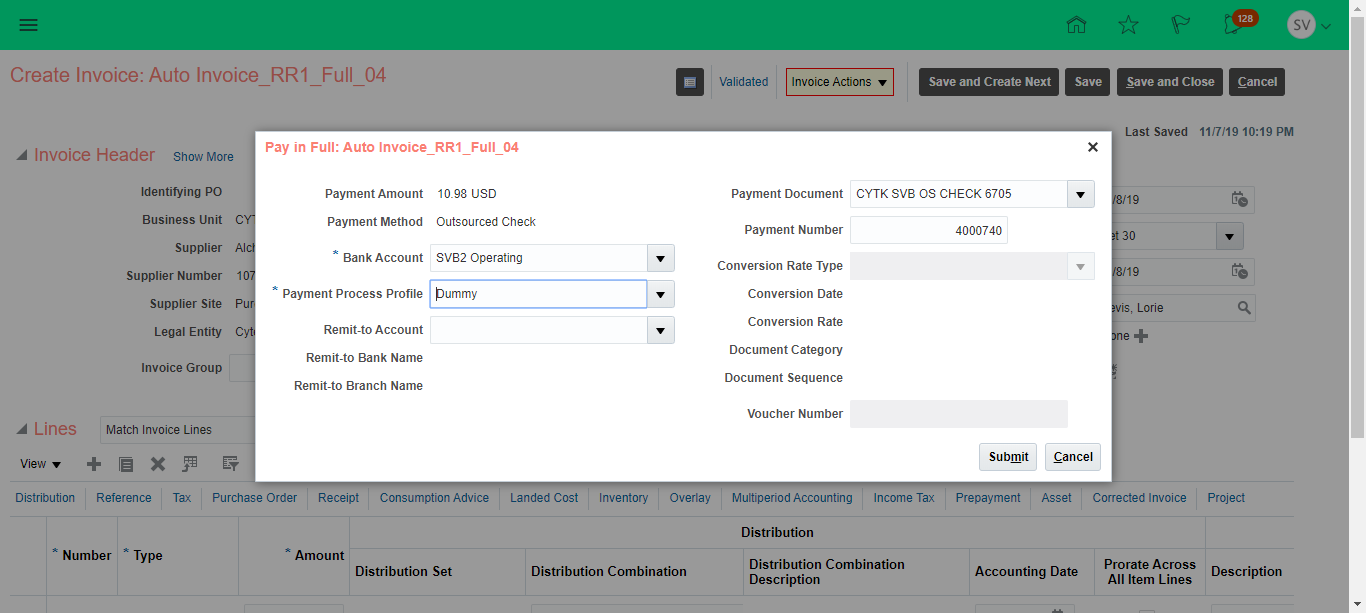 128
SV
Create Invoice: Auto Invoice_RR1_Full_04
Validated
Invoice Actions
Save and Create Next
Save
Save and Close
Cancel
Last Saved 11/7/19 10:19 PM
Invoice Header Show More
Identifying PO
Business Unit CY
Supplier Alc
Supplier Number 107
Supplier Site Pur
Legal Entity Cyt
Invoice Group
/8/19
et 30
/8/19
evis, Lorie
one
Pay in Full: Auto Invoice_RR1_Full_04
Payment Amount 10.98 USD
Payment Method Outsourced Check
* Bank Account SVB2 Operating
* Payment Process Profile Dummy
Remit-to Account
Remit-to Bank Name
Remit-to Branch Name
Payment Document CYTK SVB OS CHECK 6705
Payment Number 4000740
Conversion Rate Type
Conversion Date
Conversion Rate
Document Category
Document Sequence
Voucher Number
Submit
Cancel
Lines Match Invoice Lines
View
Distribution Reference Tax Purchase Order Receipt Consumption Advice Landed Cost Inventory Overlay Multiperiod Accounting Income Tax Prepayment Asset Corrected Invoice Project
* Number
* Type
* Amount
Distribution
Distribution Set
Distribution Combination
Distribution Combination
Description
Accounting Date
Prorate Across
All Item Lines
Description